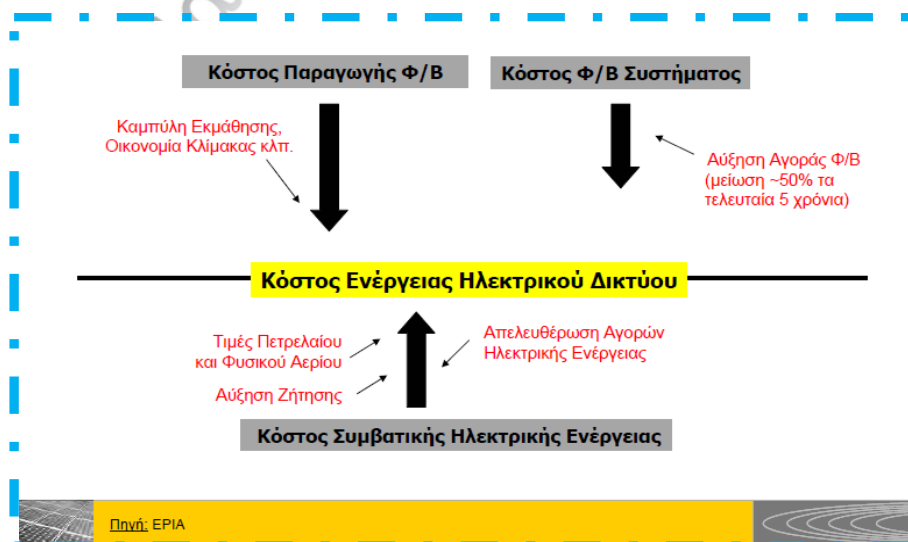 Κόστος Παραγωγής Φ/Β
Κόστος Φ/Β Συστήματος
Καμπύλη Εκμάθησης,
Οικονομία Κλίμακας κλπ.
Αύξηση Αγοράς Φ/Β
(μείωση ~50% τα
τελευταία 5 χρόνια)
Κόστος Ενέργειας Ηλεκτρικού Δικτύου
Τιμές Πετρελαίου
και Φυσικού Αερίου
Αύξηση Ζήτησης
Απελευθέρωση Αγορών
Ηλεκτρικής Ενέργειας
Κόστος Συμβατικής Ηλεκτρικής Ενέργειας
Πηγή: EPIA